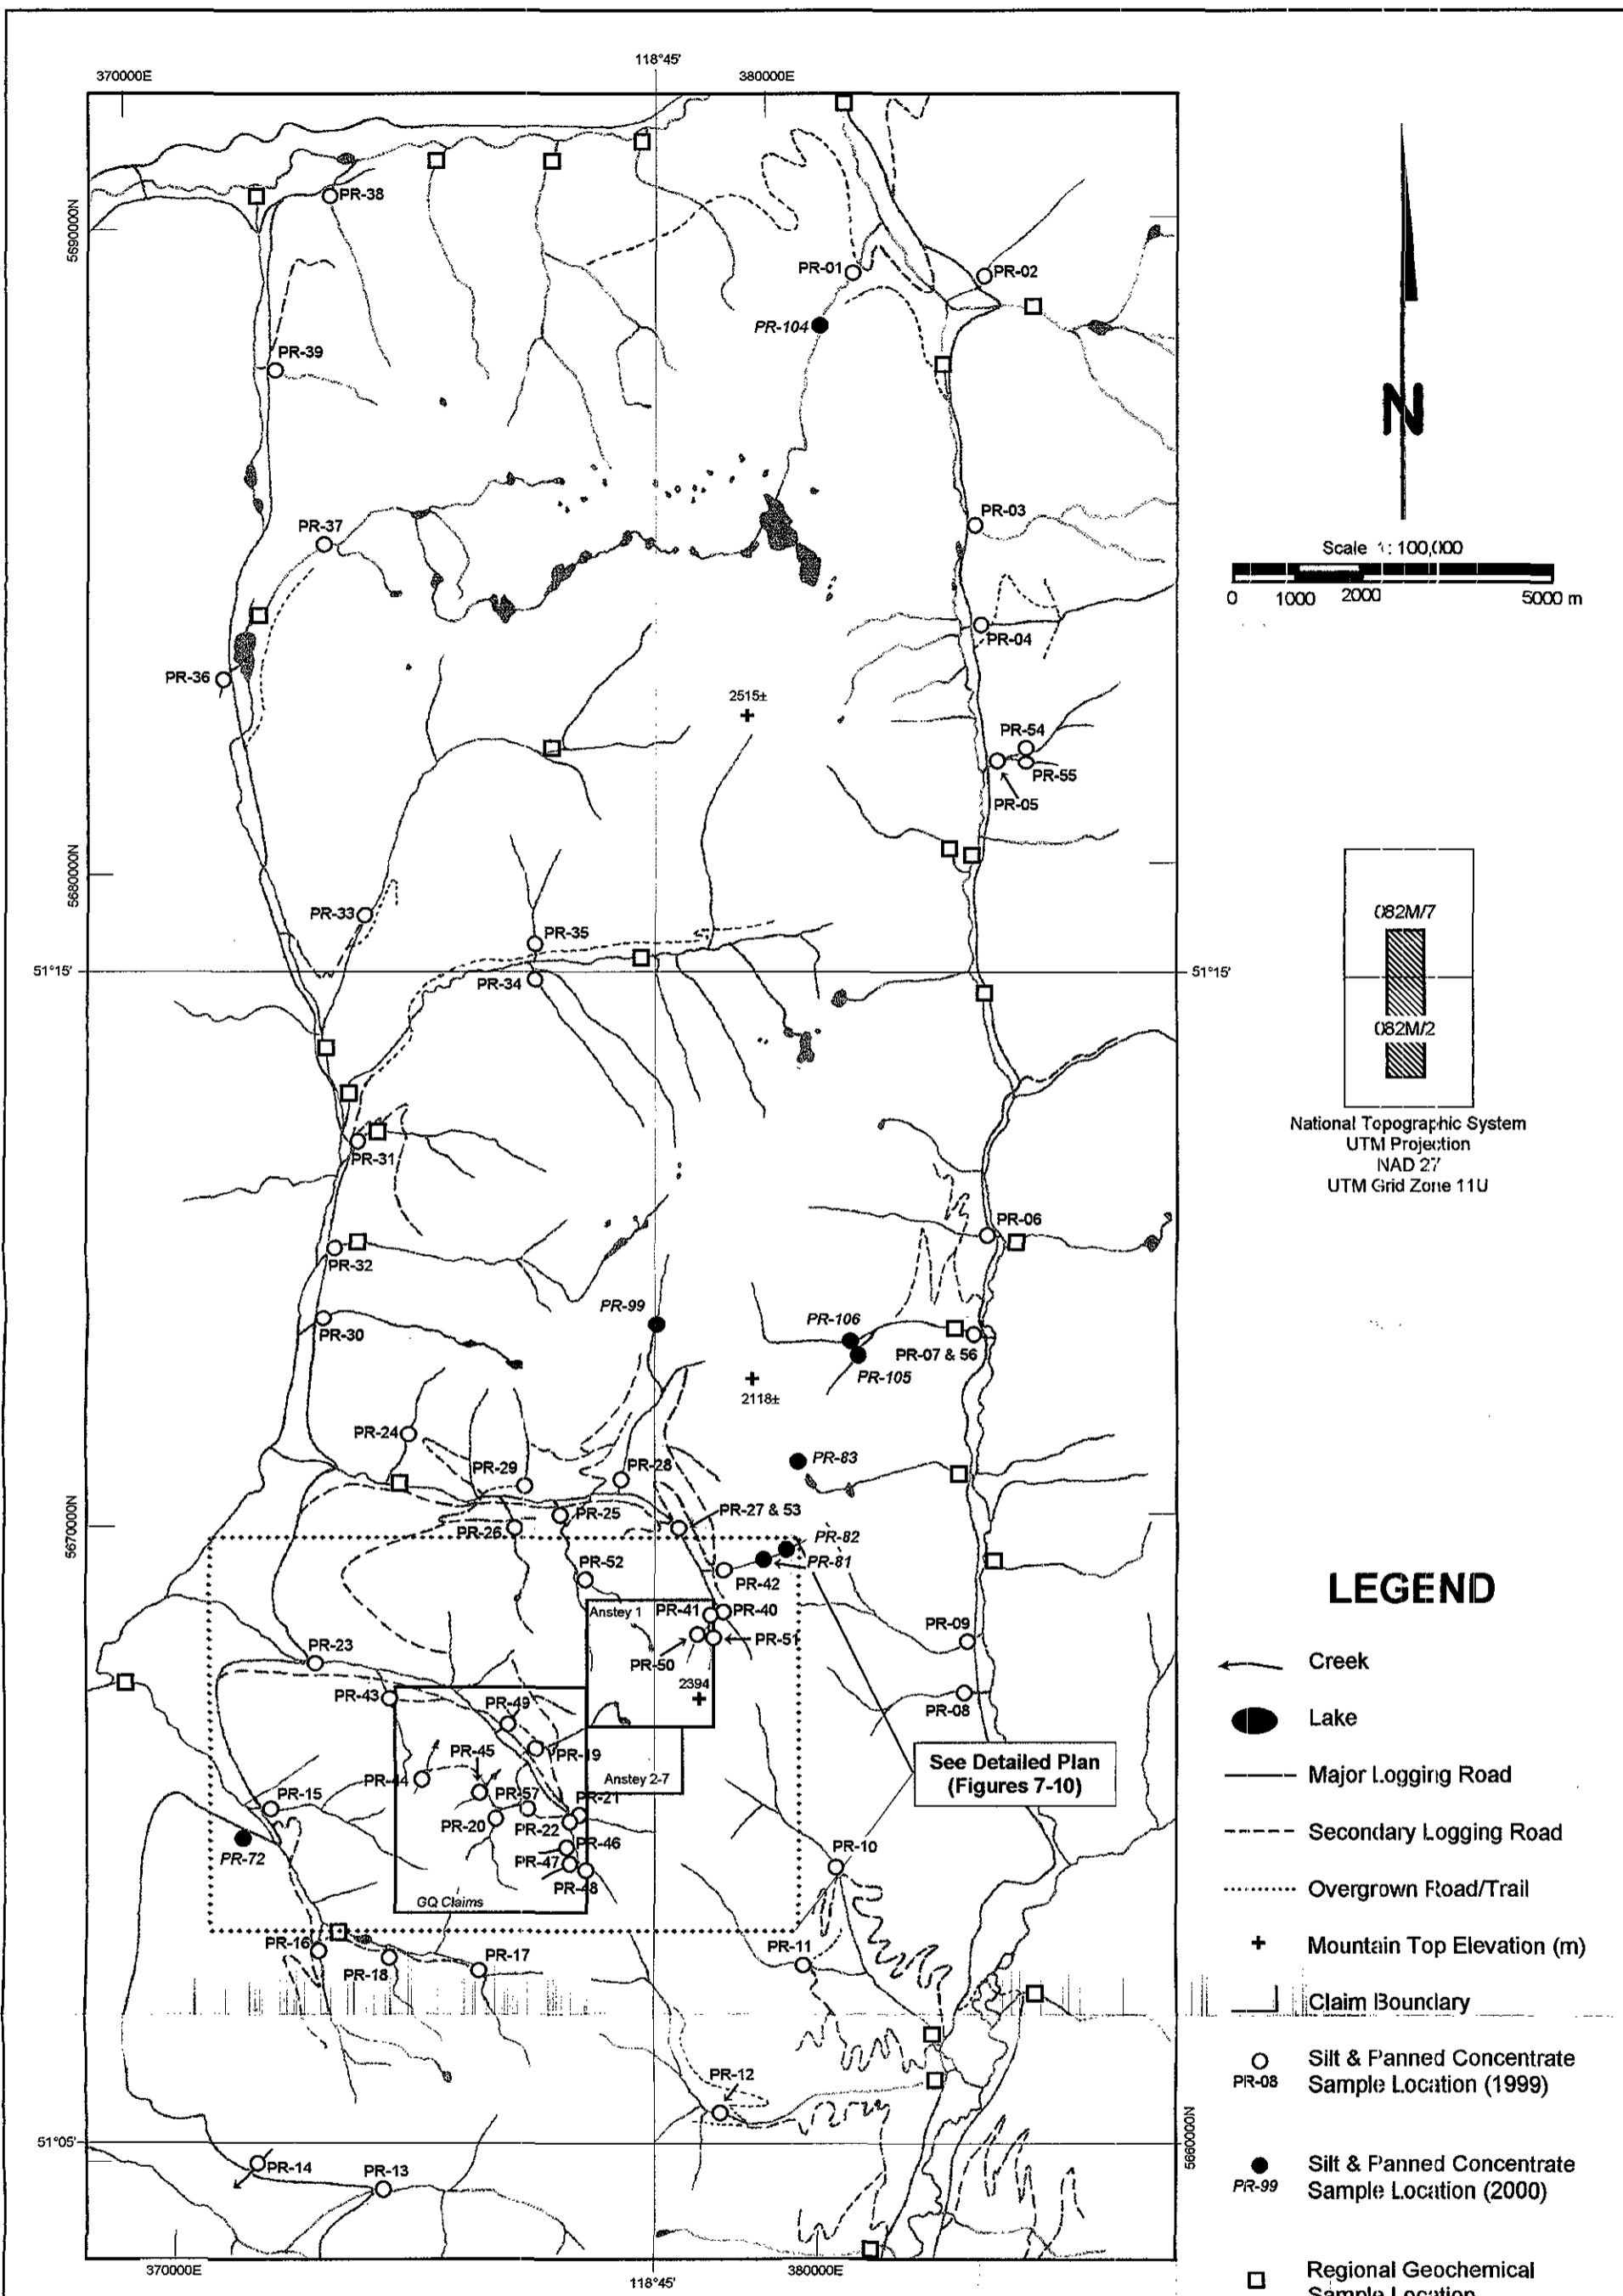 118°45'
370000E
380000E
5690000N
PR-38
PR-01
PR-02
PR-104
PR-39
N
PR-03
PR-37
Scale 1: 100,000
0 1000 2000 5000 m
PR-04
PR-36
2515±
PR-54
PR-55
PR-05
5680000N
082M/7
PR-33
PR-35
51°15'
51°15'
PR-34
082M/2
National Topographic System
UTM Projection
NAD 27
UTM Grid Zone 11U
PR-31
PR-06
PR-32
PR-99
PR-106
PR-30
PR-07 & 56
PR-105
2118±
PR-24
PR-83
PR-29
PR-28
PR-25
PR-27 & 53
5670000N
PR-26
PR-82
PR-81
PR-52
PR-42
LEGEND
Anstey 1
PR-41
PR-40
PR-09
PR-51
PR-23
PR-50
Creek
2394
PR-43
PR-49
PR-08
Lake
PR-45
PR-19
See Detailed Plan
(Figures 7-10)
PR-44
Anstey 2-7
Major Logging Road
PR-15
PR-57
PR-21
PR-20
PR-22
Secondary Logging Road
PR-72
PR-46
PR-10
PR-47
PR-48
Overgrown Road/Trail
GQ Claims
PR-16
PR-11
Mountain Top Elevation (m)
PR-18
PR-17
Claim Boundary
Silt & Panned Concentrate
PR-08 Sample Location (1999)
PR-12
5660000N
51°05'
PR-14
PR-13
Silt & Panned Concentrate
PR-99 Sample Location (2000)
Regional Geochemical
Sample Location
370000E
118°45'
380000E